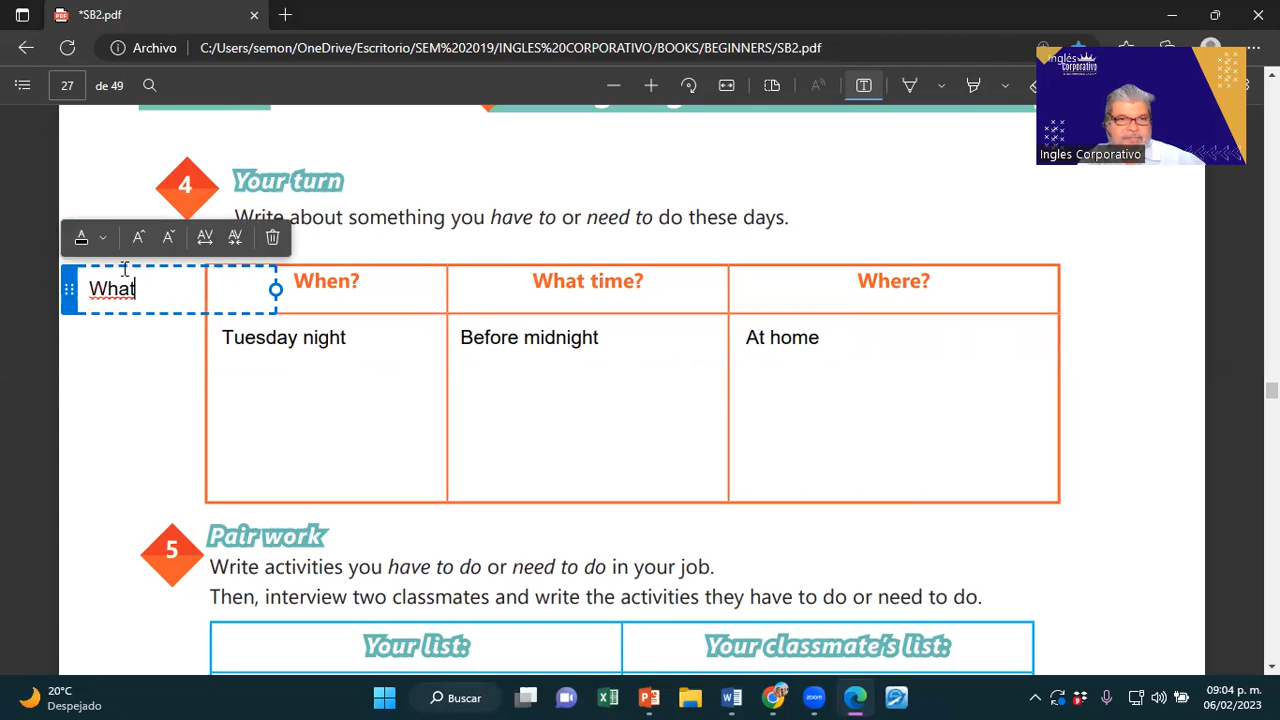 *SB2.pdf
Archivo
C:/Users/semon/OneDrive/Escritorio/SEM%202019/INGLES%20CORPORATIVO/BOOKS/BEGINNERS/SB2.pdf
27 de 49
Inglés
corporativo
Ingles Corporativo
4 Your turn
Write about something you have to or need to do these days.
What
When? What time? Where?
Tuesday night Before midnight At home
5 Pair work
Write activities you have to do or need to do in your job.
Then, interview two classmates and write the activities they have to do or need to do.
Your list: Your classmate's list:
20°C
Despejado
Buscar
09:04 p. m.
06/02/2023